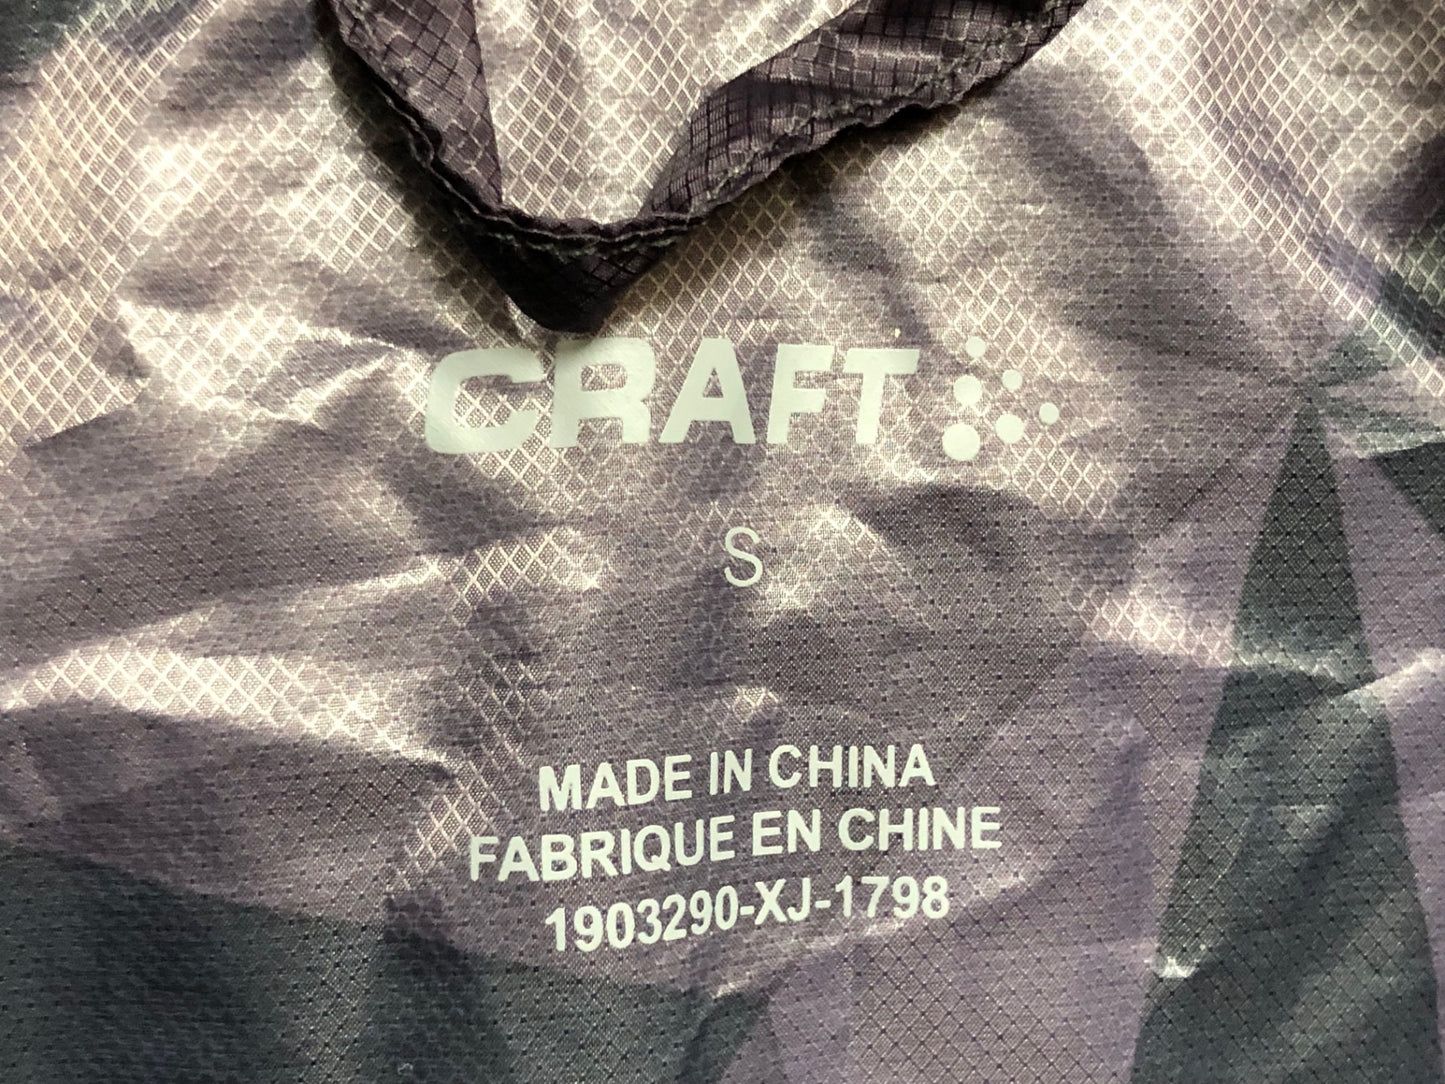 CRAFT
S
MADE IN CHINA
FABRIQUE EN CHINE
1903290-XJ-1798